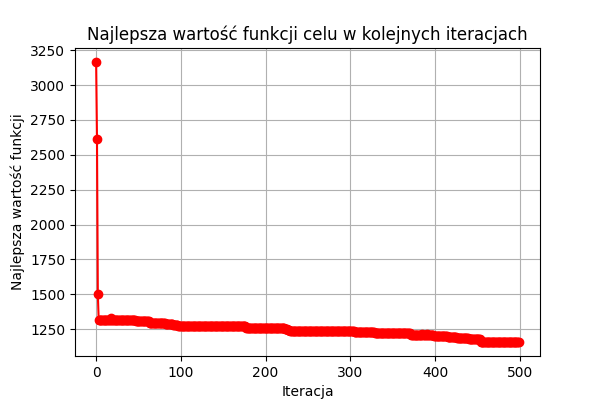 Najlepsza wartość funkcji celu w kolejnych iteracjach
Najlepsza wartość funkcji
3250
3000
2750
2500
2250
2000
1750
1500
1250
0 100 200 300 400 500
Iteracja